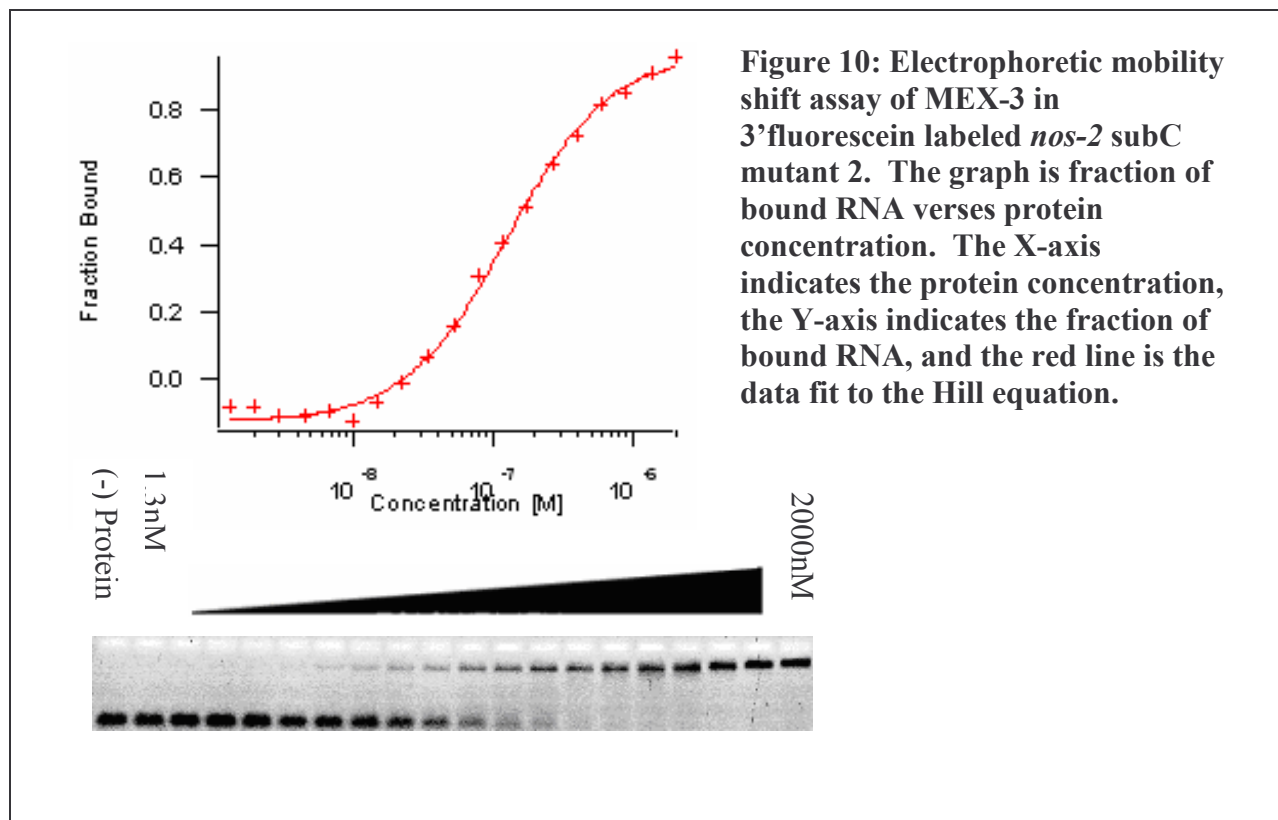 Figure 10: Electrophoretic mobility
shift assay of MEX-3 in
3’fluorescein labeled nos-2 subC
mutant 2. The graph is fraction of
bound RNA verses protein
concentration. The X-axis
indicates the protein concentration,
the Y-axis indicates the fraction of
bound RNA, and the red line is the
data fit to the Hill equation.
Fraction Bound
0.8
0.6
0.4
0.2
0.0
10 -8
10 -7
10 -6
Concentration [M]
(-) Protein
1.3nM
2000nM